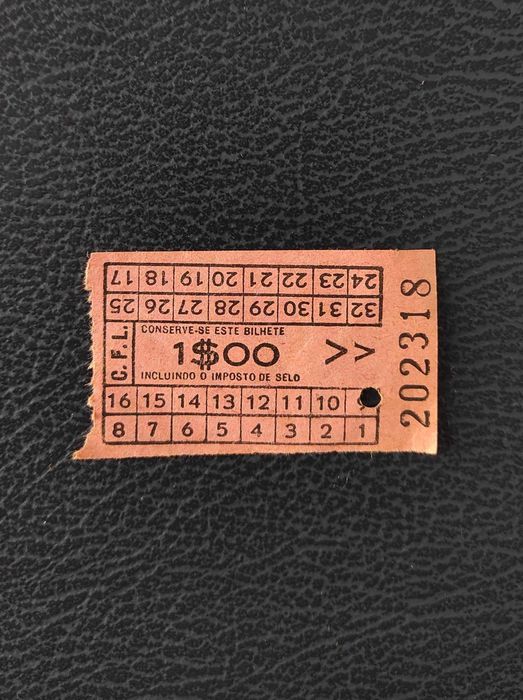 24 23 22 21 20 19 18 17
32 31 30 29 28 27 26 25
C.F.L.
CONSERVE-SE ESTE BILHETE
1$00 >>
INCLUINDO O IMPOSTO DE SELO
16 15 14 13 12 11 10
8 7 6 5 4 3 2 1
202318